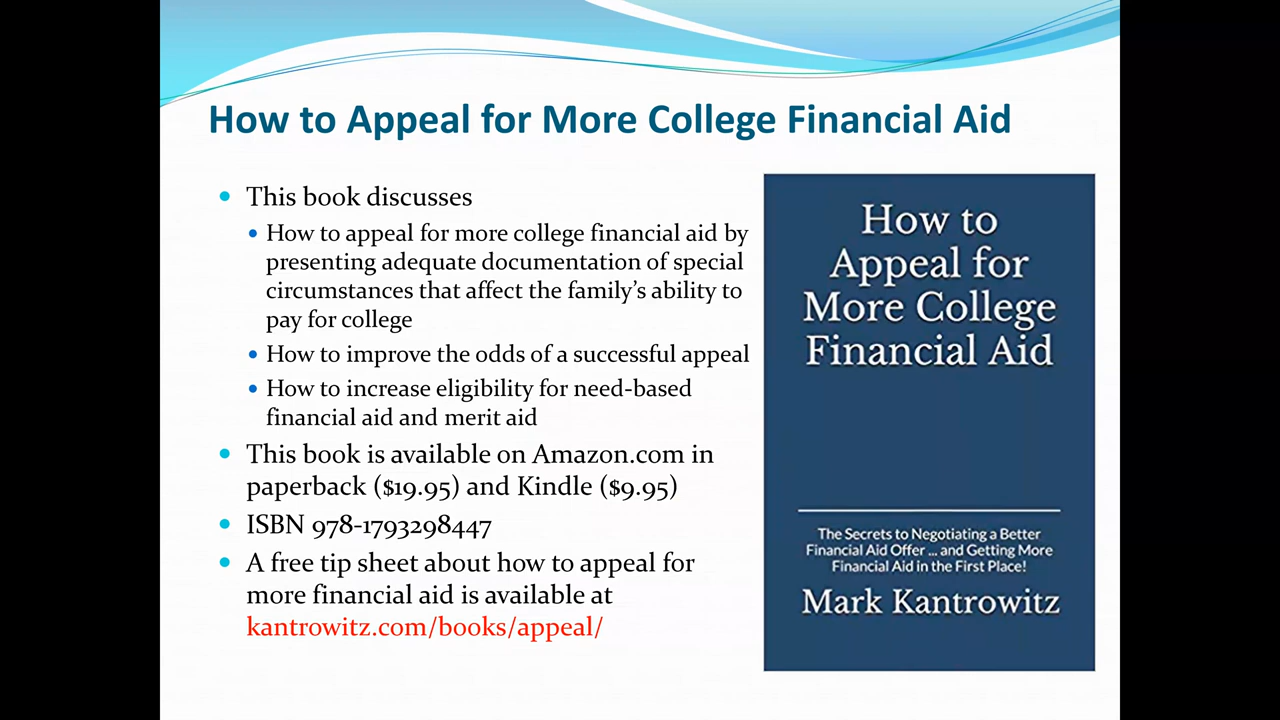 How to Appeal for More College Financial Aid
This book discusses
How to appeal for more college financial aid by
presenting adequate documentation of special
circumstances that affect the family's ability to
pay for college
How to improve the odds of a successful appeal
How to increase eligibility for need-based
financial aid and merit aid
This book is available on Amazon.com in
paperback ($19.95) and Kindle ($9.95)
ISBN 978-1793298447
A free tip sheet about how to appeal for
more financial aid is available at
kantrowitz.com/books/appeal/
How to
Appeal for
More College
Financial Aid
The Secrets to Negotiating a Better
Financial Aid Offer ... and Getting More
Financial Aid in the First Place!
Mark Kantrowitz